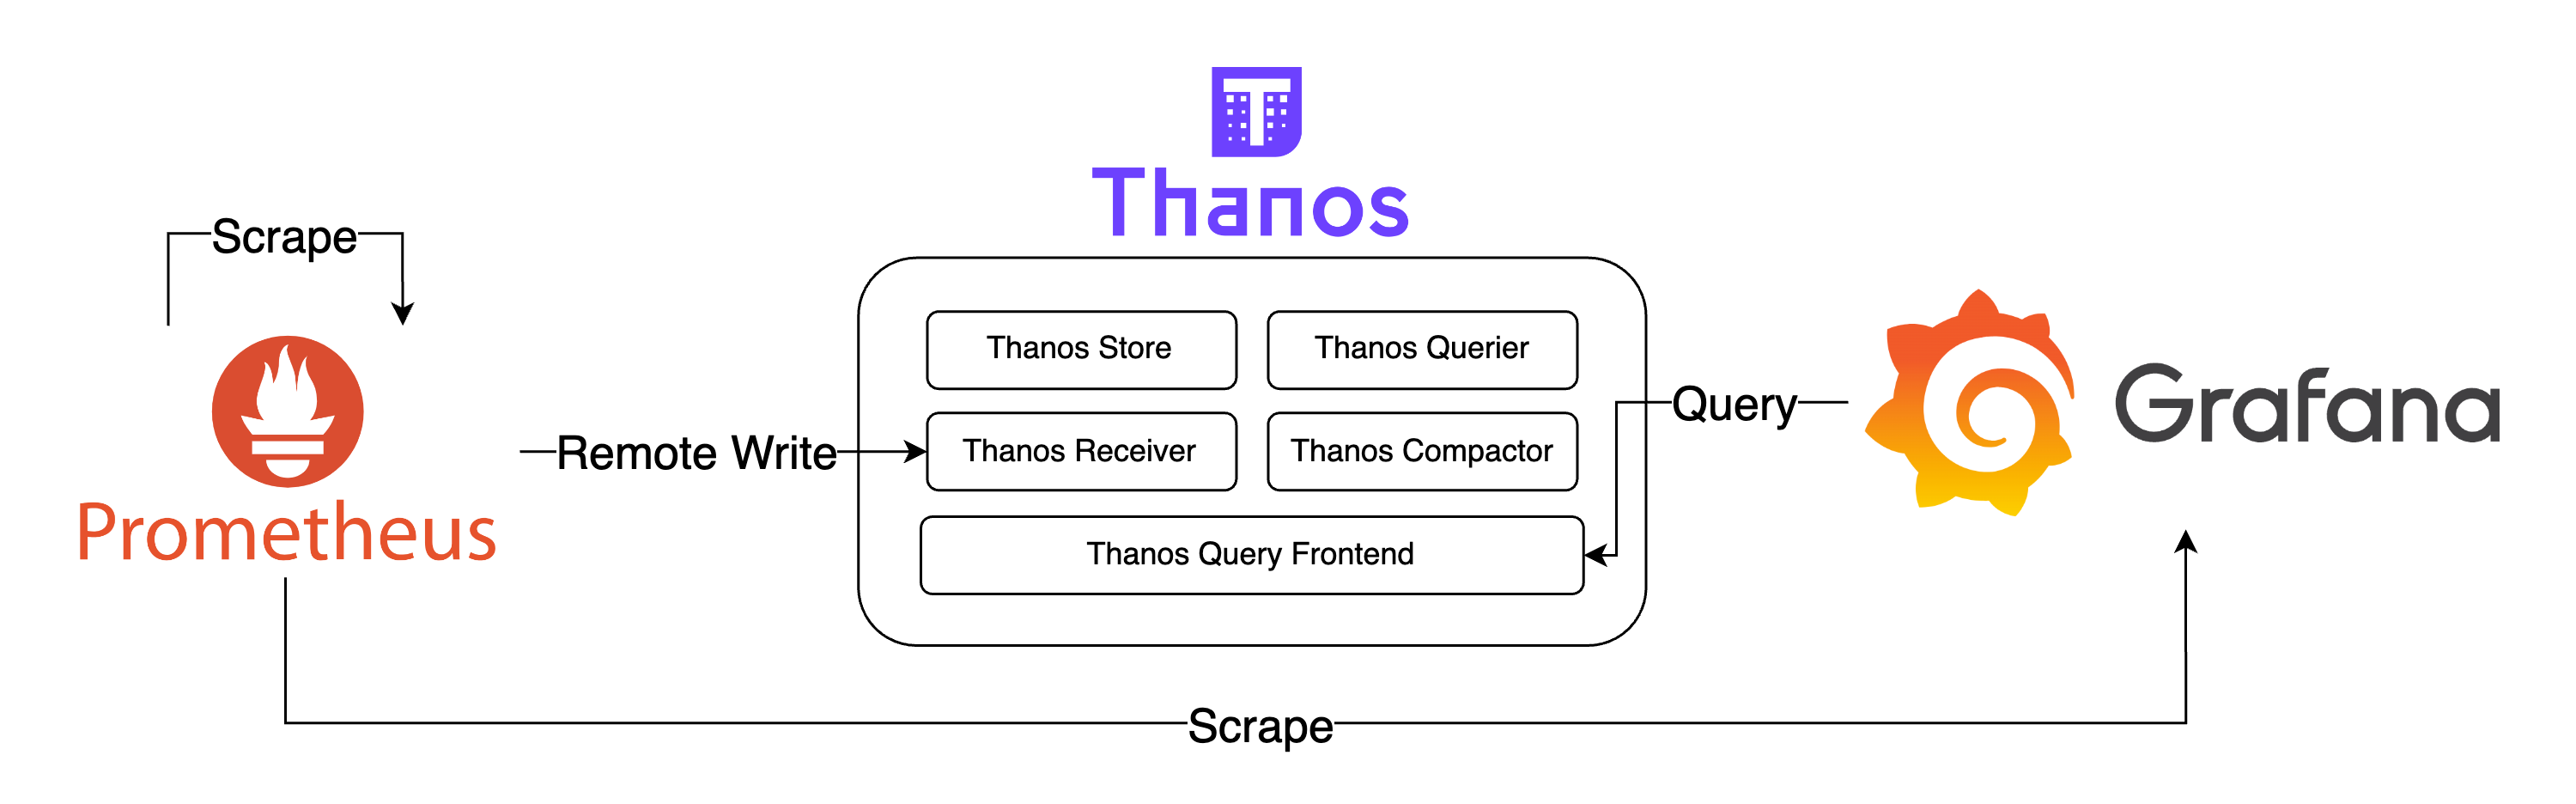 Thanos
Scrape
Thanos Store
Thanos Querier
Query
Grafana
Remote Write
Thanos Receiver
Thanos Compactor
Prometheus
Thanos Query Frontend
Scrape